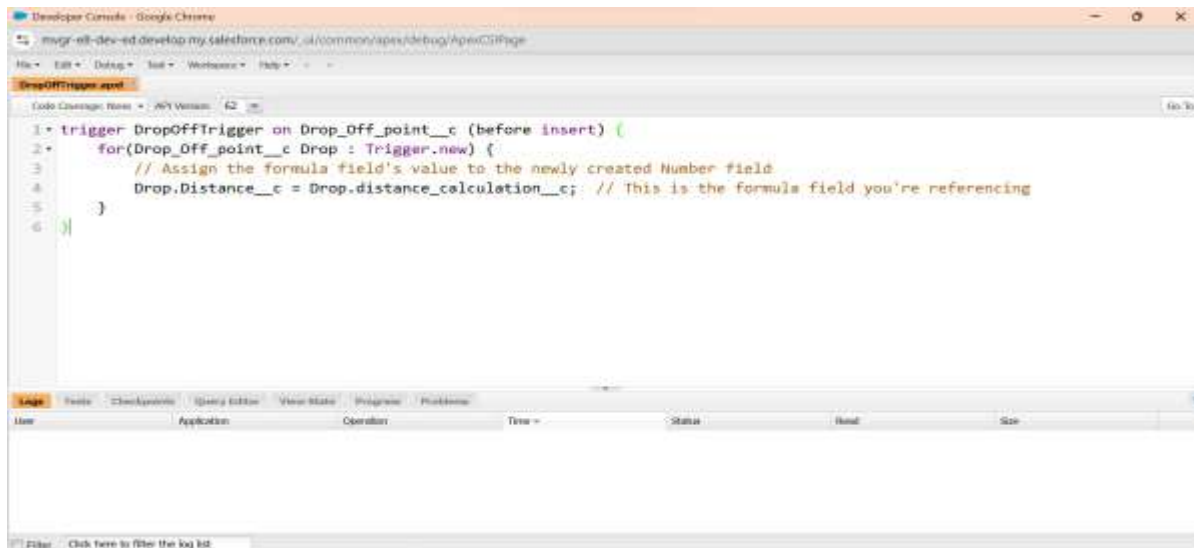 Developer Console - Google Chrome
mvgr-e8-dev-ed.develop.my.salesforce.com/_ui/common/apex/debug/ApexCSIPage
File Edit Debug Test Workspace Help < >
DropOffTrigger.apxt
Code Coverage: None API Version: 62 Go To
1 trigger DropOffTrigger on Drop_Off_point__c (before insert) {
2 for(Drop_Off_point__c Drop : Trigger.new) {
3 // Assign the formula field's value to the newly created Number field
4 Drop.Distance__c = Drop.distance_calculation__c; // This is the formula field you're referencing
5 }
6 }
Logs Tests Checkpoints Query Editor View State Progress Problems
User Application Operation Time Status Read Size
Filter Click here to filter the log list